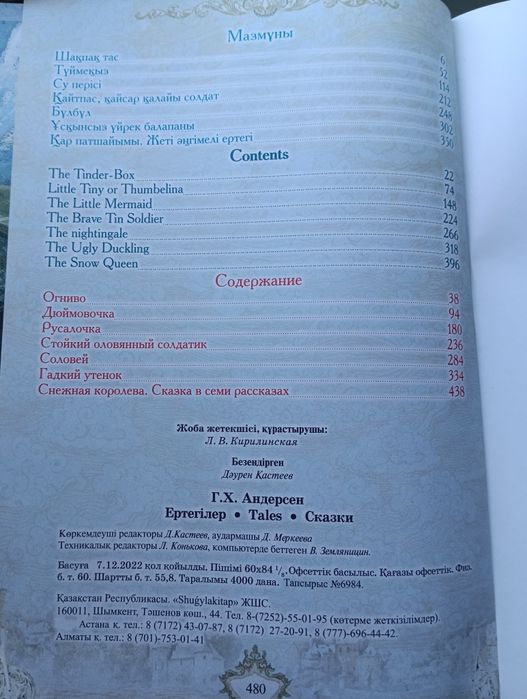 Мазмұны
Шақпақ тас 6
Түймеқыз 52
Су перісі 114
Қайтпас, қайсар қалайы солдат 212
Бұлбұл 248
Ұсқынсыз үйрек балапаны 302
Қар патшайымы. Жеті әңгімелі ертегі 350
Contents
The Tinder-Box 22
Little Tiny or Thumbelina 74
The Little Mermaid 148
The Brave Tin Soldier 224
The nightingale 266
The Ugly Duckling 318
The Snow Queen 396
Содержание
Огниво 38
Дюймовочка 94
Русалочка 180
Стойкий оловянный солдатик 236
Соловей 284
Гадкий утенок 334
Снежная королева. Сказка в семи рассказах 438
Жоба жетекшісі, құрастырушы:
Л. В. Кирилинская
Безендірген
Дәурен Қастеев
Г.Х. Андерсен
Ертегілер • Tales • Сказки
Көркемдеуші редакторы Д.Кастеев, аудармашы Д. Меркеева
Техникалық редакторы Л. Конькова, компьютерде беттеген В. Земляницин.
Басуға 7.12.2022 қол қойылды. Пішімі 60х84 ¹/₈. Офсеттік басылыс. Қағазы офсеттік. Физ.
б. т. 60. Шартты б. т. 55,8. Таралымы 4000 дана. Тапсырыс №6984.
Қазақстан Республикасы. «Shuǵylakitap» ЖШС.
160011, Шымкент, Тәшенов көш., 44. Тел. 8-(7252)-55-01-95 (көтерме жеткізілімдер).
Астана қ. тел.: 8 (7172) 43-07-87, 8 (7172) 27-20-91, 8 (777)-696-44-42.
Алматы қ. тел.: 8 (701)-753-01-41
480